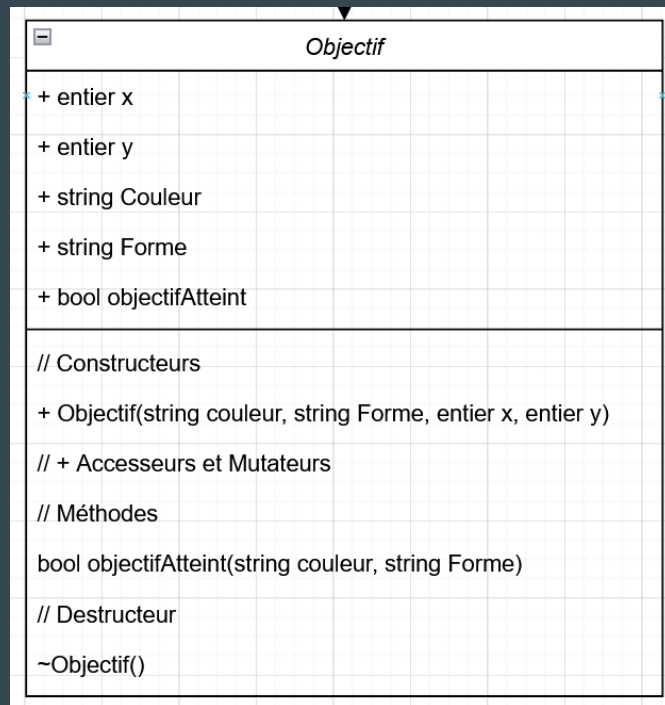 Objectif
+ entier x
+ entier y
+ string Couleur
+ string Forme
+ bool objectifAtteint
// Constructeurs
+ Objectif(string couleur, string Forme, entier x, entier y)
// + Accesseurs et Mutateurs
// Méthodes
bool objectifAtteint(string couleur, string Forme)
// Destructeur
~Objectif()